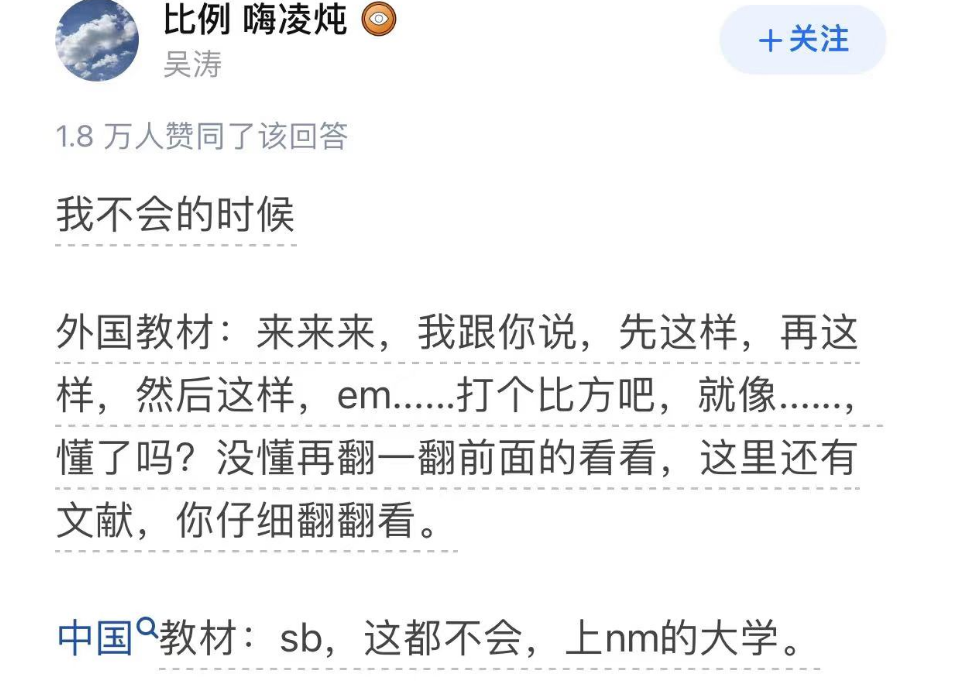 比例 嗨凌炖
吴涛
＋关注
1.8 万人赞同了该回答
我不会的时候
外国教材：来来来，我跟你说，先这样，再这
样，然后这样，em......打个比方吧，就像......，
懂了吗？没懂再翻一翻前面的看看，这里还有
文献，你仔细翻翻看。
中国教材：sb，这都不会，上nm的大学。